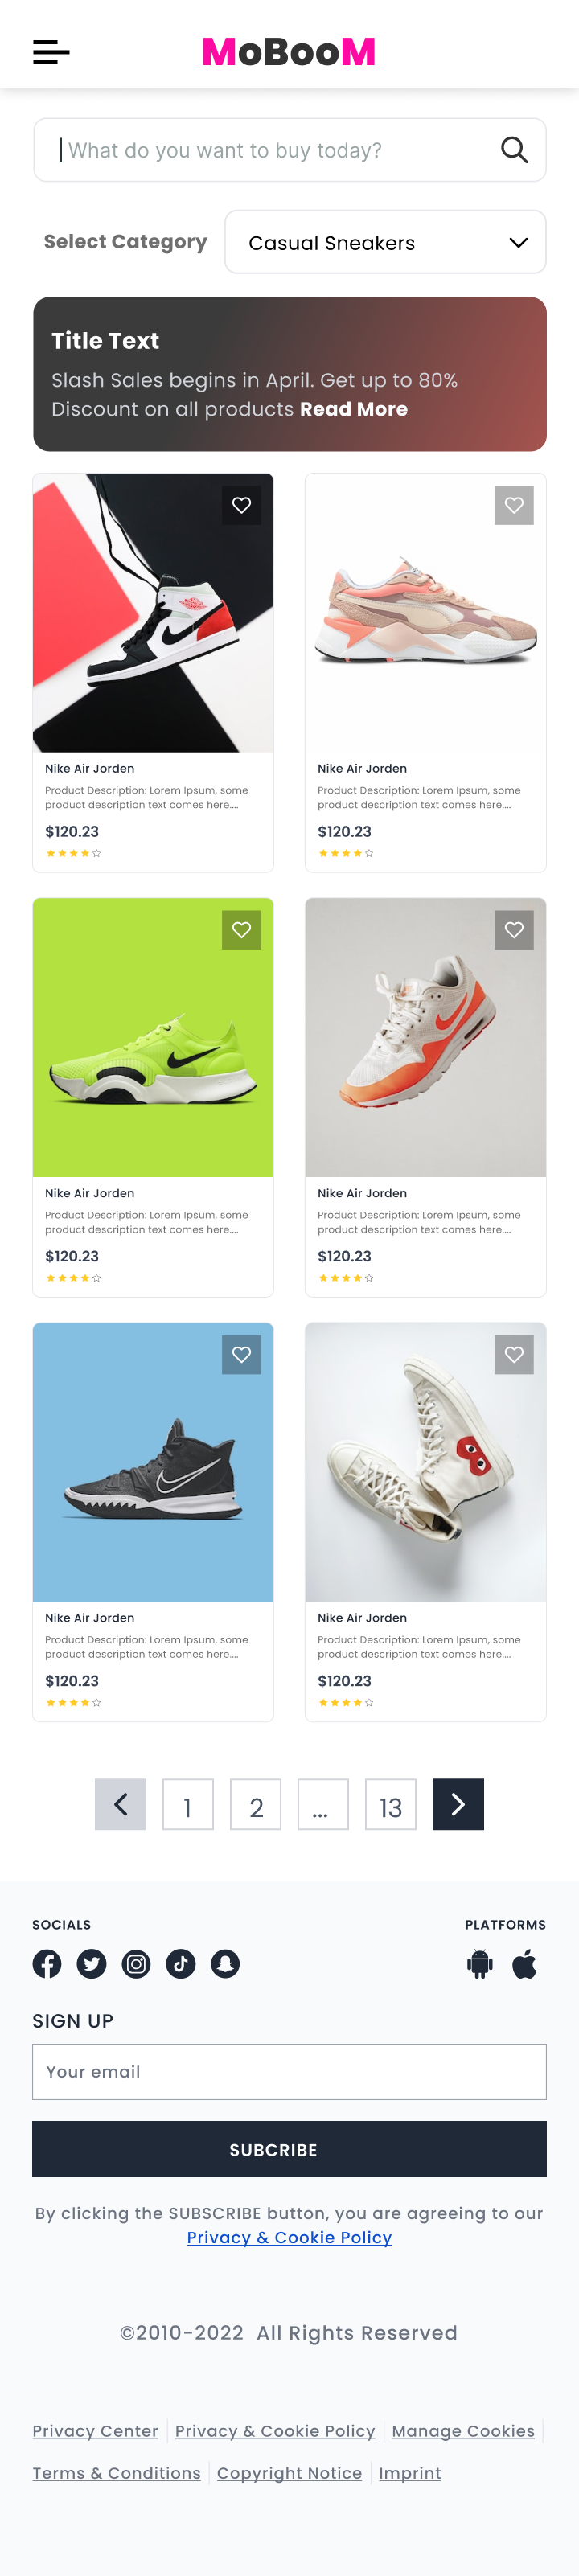 MoBooM
What do you want to buy today?
Select Category
Casual Sneakers
Title Text
Slash Sales begins in April. Get up to 80%
Discount on all products Read More
Nike Air Jorden
Product Description: Lorem Ipsum, some
product description text comes here....
$120.23
Nike Air Jorden
Product Description: Lorem Ipsum, some
product description text comes here....
$120.23
Nike Air Jorden
Product Description: Lorem Ipsum, some
product description text comes here....
$120.23
Nike Air Jorden
Product Description: Lorem Ipsum, some
product description text comes here....
$120.23
Nike Air Jorden
Product Description: Lorem Ipsum, some
product description text comes here....
$120.23
Nike Air Jorden
Product Description: Lorem Ipsum, some
product description text comes here....
$120.23
1 2 ... 13
SOCIALS
PLATFORMS
SIGN UP
Your email
SUBCRIBE
By clicking the SUBSCRIBE button, you are agreeing to our
Privacy & Cookie Policy
©2010-2022 All Rights Reserved
Privacy Center Privacy & Cookie Policy Manage Cookies
Terms & Conditions Copyright Notice Imprint